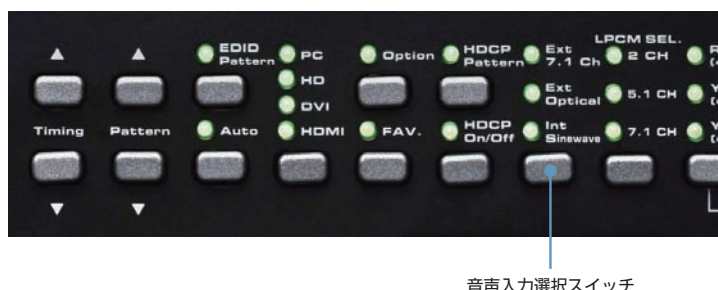 LPCM SEL.
EDID Pattern
PC
Option
HDCP Pattern
Ext 7.1 Ch
2 CH
HD
Ext Optical
5.1 CH
DVI
Timing
Pattern
Auto
HDMI
FAV.
HDCP On/Off
Int Sinewave
7.1 CH
音声入力選択スイッチ